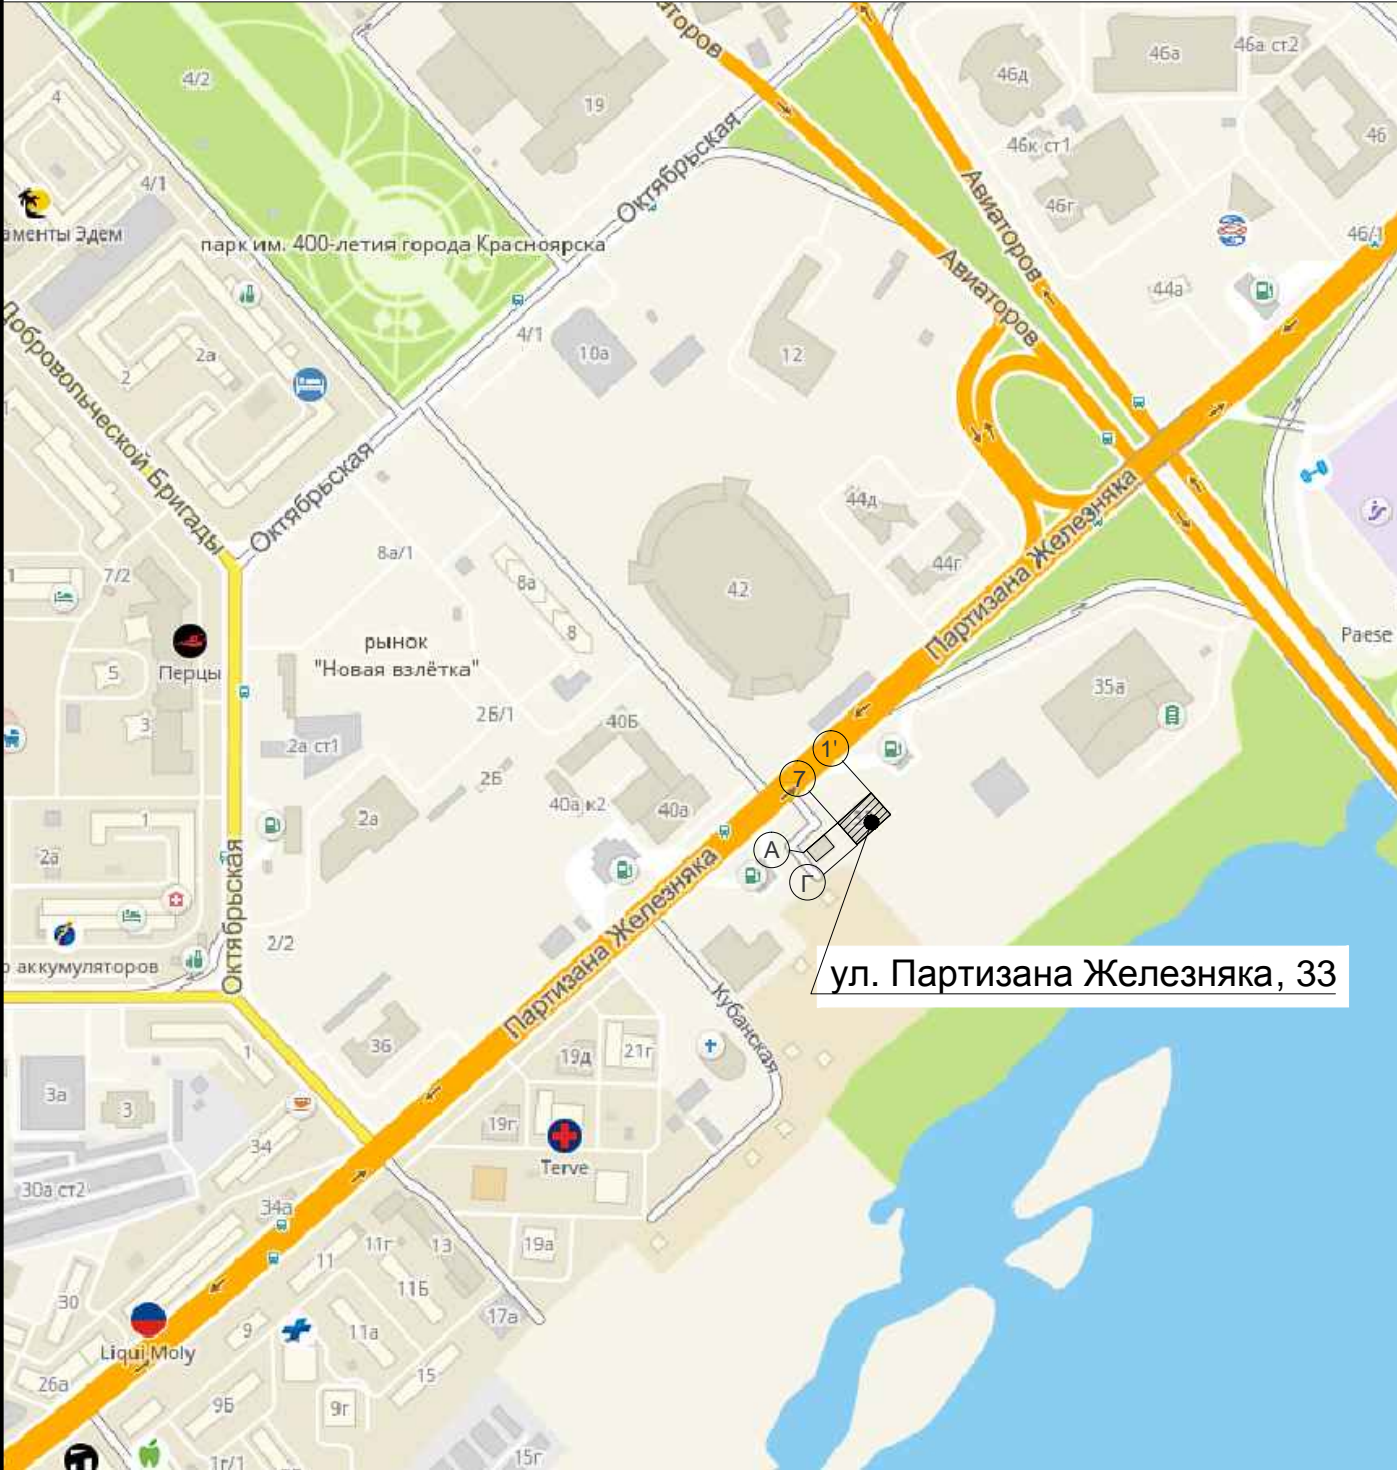 Авиаторов
4/2
4
19
46д
46а
46а ст2
46
46к ст1
46г
4/1
Октябрьская
Авиаторов
парк им. 400-летия города Красноярска
46/1
Авиаторов
44а
Добровольческой Бригады
4/1
10а
12
2а
2
Октябрьская
44д
Партизана Железняка
8а/1
44г
7/2
8а
42
1
8
рынок
"Новая взлётка"
Paese
Перцы
5
35а
3
2Б/1
40Б
2а ст1
1'
2Б
7
40а к2
40а
2а
1
А
2а
Г
Октябрьская
Партизана Железняка
2/2
аккумуляторов
ул. Партизана Железняка, 33
Кубанская
36
1
19д
21г
3а
3
19г
34
Terve
30а ст2
34а
11г
13
19а
11
11Б
30
17а
9
11а
Liqui Moly
15
26а
9Б
9г
1г/1
15г